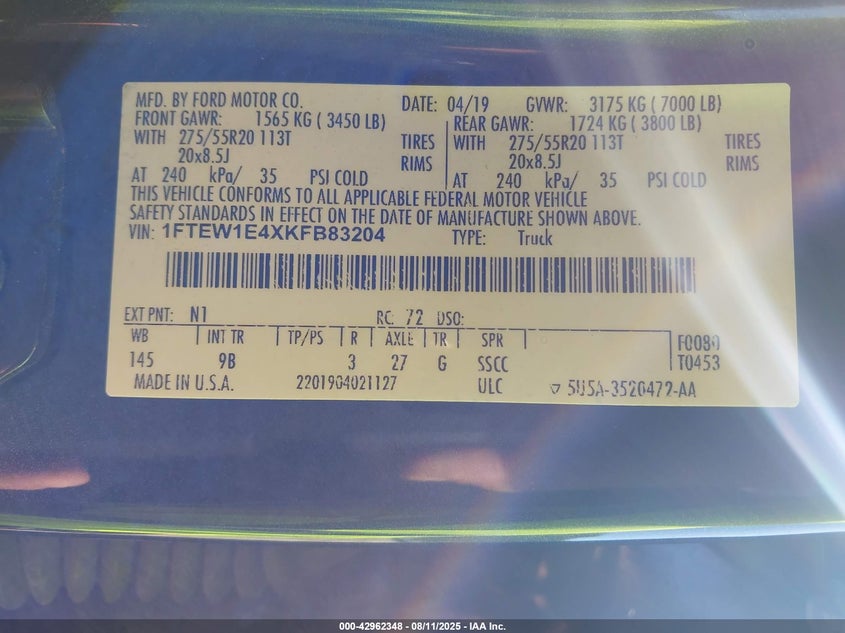 MFD. BY FORD MOTOR CO. DATE: 04/19 GVWR: 3175 KG ( 7000 LB)
FRONT GAWR: 1565 KG ( 3450 LB) REAR GAWR: 1724 KG ( 3800 LB)
WITH 275/55R20 113T TIRES WITH 275/55R20 113T TIRES
20x8.5J RIMS 20x8.5J RIMS
AT 240 kPa/ 35 PSI COLD AT 240 kPa/ 35 PSI COLD
THIS VEHICLE CONFORMS TO ALL APPLICABLE FEDERAL MOTOR VEHICLE
SAFETY STANDARDS IN EFFECT ON THE DATE OF MANUFACTURE SHOWN ABOVE.
VIN: 1FTEW1E4XKFB83204 TYPE: Truck
EXT PNT: N1 RC: 72 DSO:
WB INT TR TP/PS R AXLE TR SPR F0080
145 9B 3 27 G SSCC T0453
MADE IN U.S.A. 2201904021127 ULC 5U5A-3520472-AA
000-42962348 - 08/11/2025 - IAA Inc.